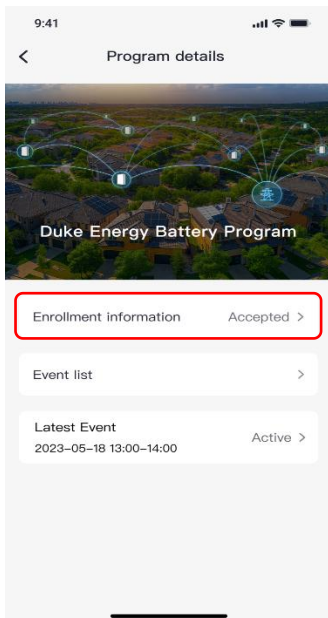 9:41
Program details
Duke Energy Battery Program
Enrollment information Accepted >
Event list >
Latest Event
2023-05-18 13:00-14:00
Active >